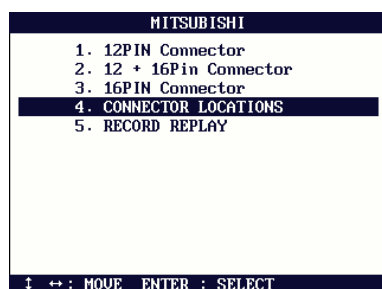 MITSUBISHI
1. 12PIN Connector
2. 12 + 16Pin Connector
3. 16PIN Connector
4. CONNECTOR LOCATIONS
5. RECORD REPLAY
↕ ↔: MOVE ENTER : SELECT